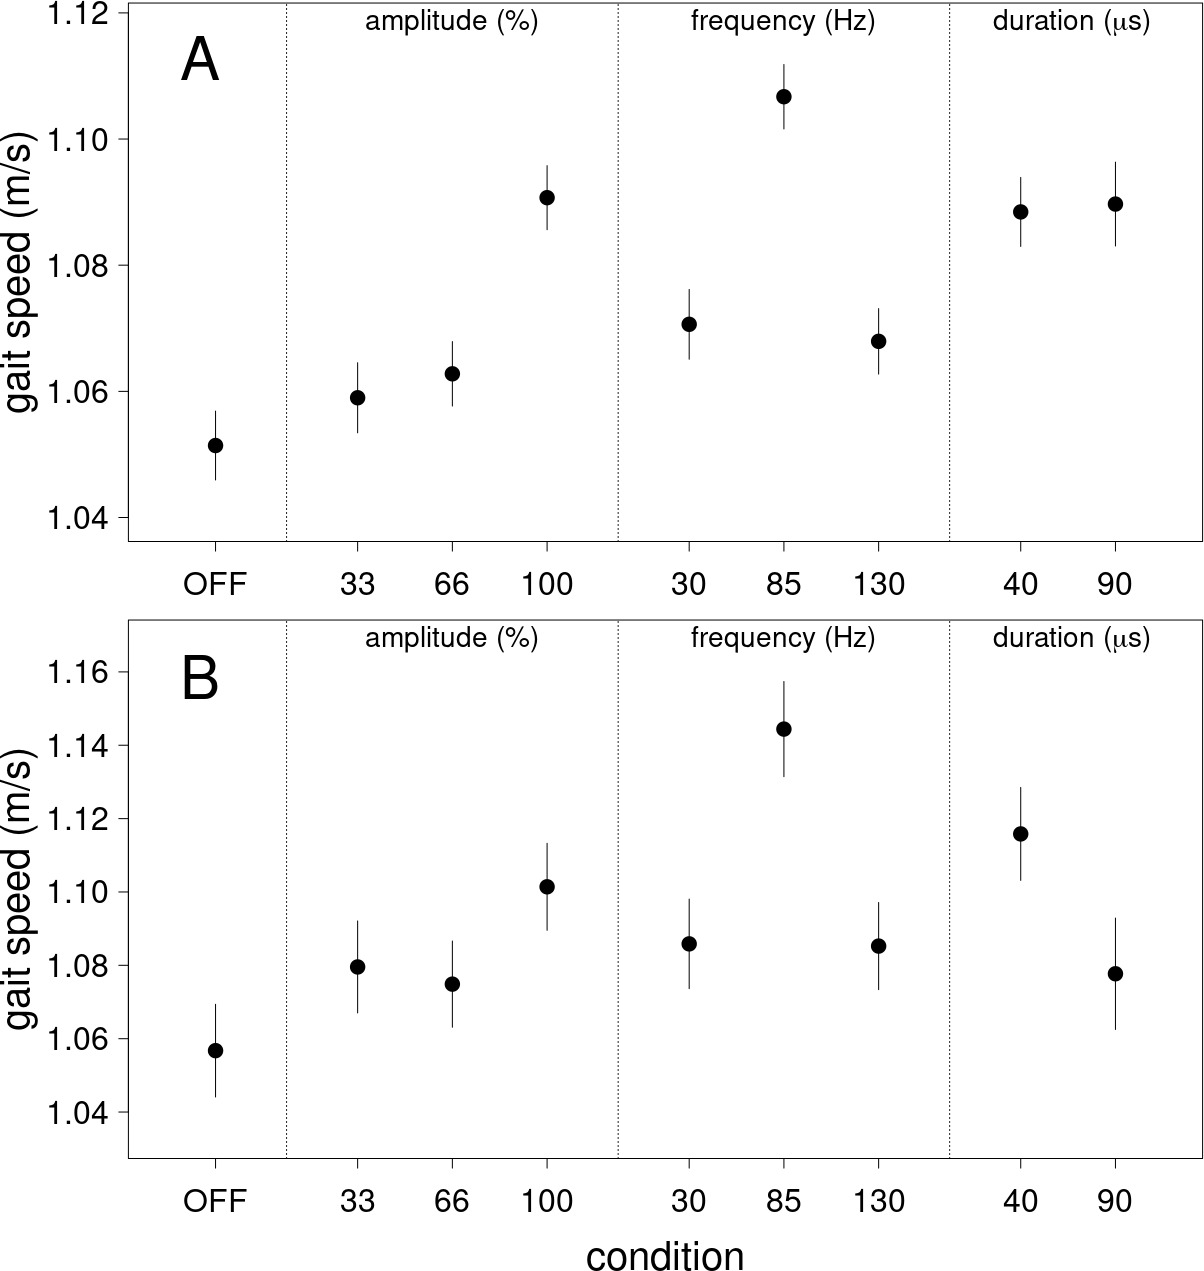 amplitude (%) frequency (Hz) duration (μs)
A
gait speed (m/s)
1.12
1.10
1.08
1.06
1.04
OFF 33 66 100 30 85 130 40 90
amplitude (%) frequency (Hz) duration (μs)
B
gait speed (m/s)
1.16
1.14
1.12
1.10
1.08
1.06
1.04
OFF 33 66 100 30 85 130 40 90
condition